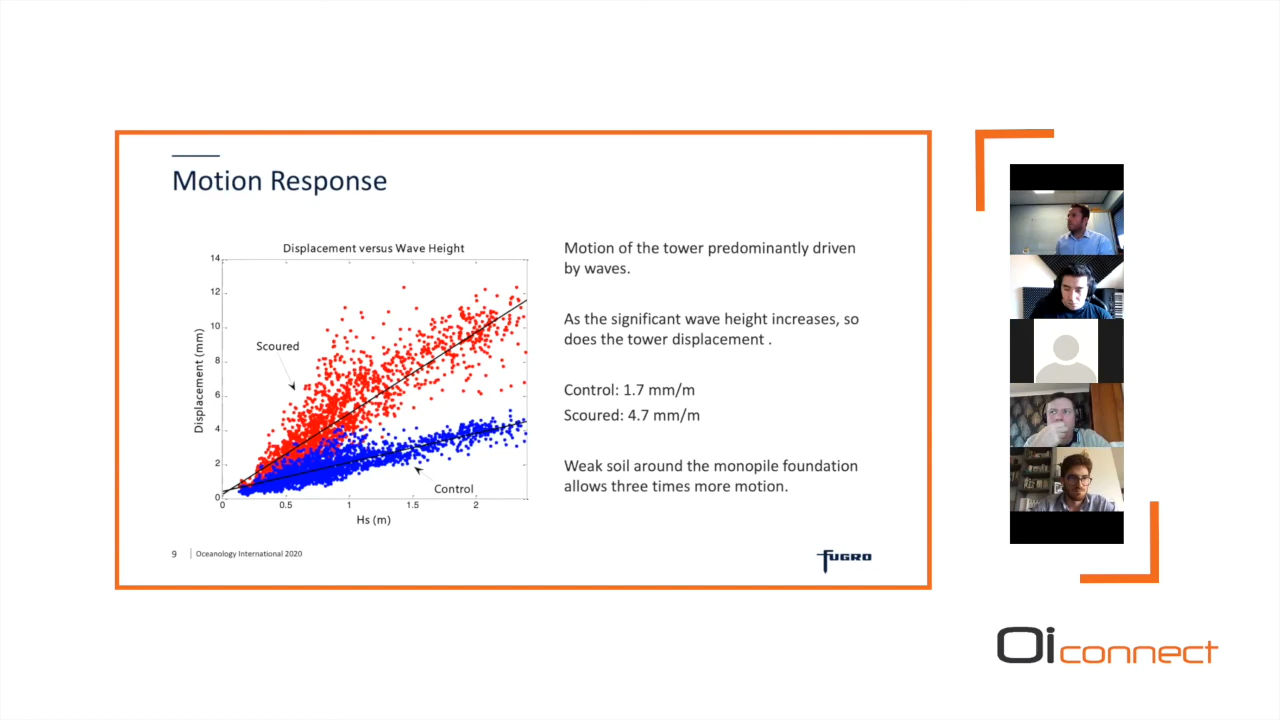 Motion Response
Displacement versus Wave Height
14
12
10
8
6
4
2
0
Displacement (mm)
Scoured
Control
0
0.5
1
1.5
2
Hs (m)
Motion of the tower predominantly driven
by waves.
As the significant wave height increases, so
does the tower displacement .
Control: 1.7 mm/m
Scoured: 4.7 mm/m
Weak soil around the monopile foundation
allows three times more motion.
9
Oceanology International 2020
FUGRO
Oi connect